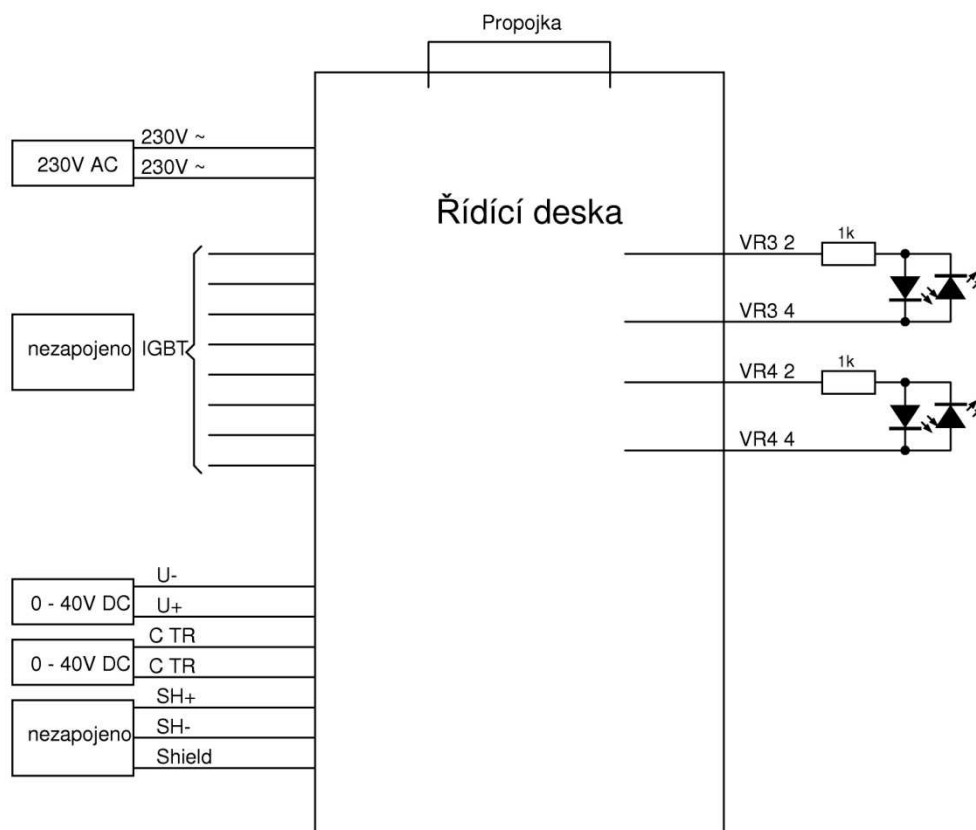 Propojka
230V ~
230V AC
230V ~
Řídící deska
VR3 2
1k
VR3 4
nezapojeno
IGBT
VR4 2
1k
VR4 4
U-
0 - 40V DC
U+
C TR
0 - 40V DC
C TR
SH+
nezapojeno
SH-
Shield